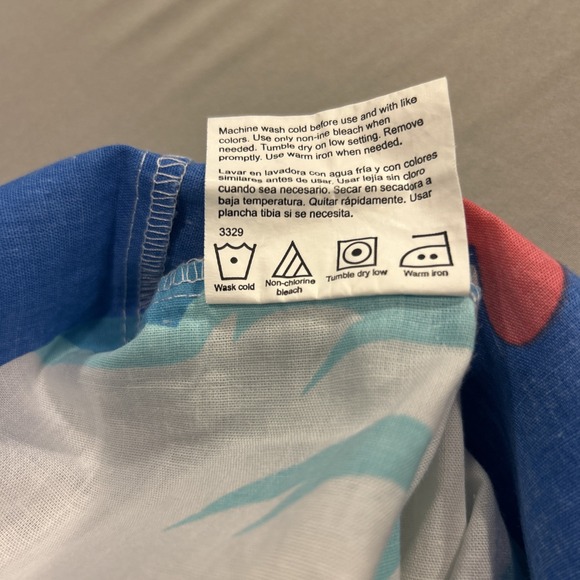 Machine wash cold before use and with like
colors. Use only non-ine bleach when
needed. Tumble dry on low setting. Remove
promptly. Use warm iron when needed.
Lavar en lavadora con agua fría y con colores
similares antes de usar. Usar lejía sin cloro
cuando sea necesario. Secar en secadora a
baja temperatura. Quitar rápidamente. Usar
plancha tibia si se necesita.
3329
Wask cold
Non-chlorine
bleach
Tumble dry low
Warm iron